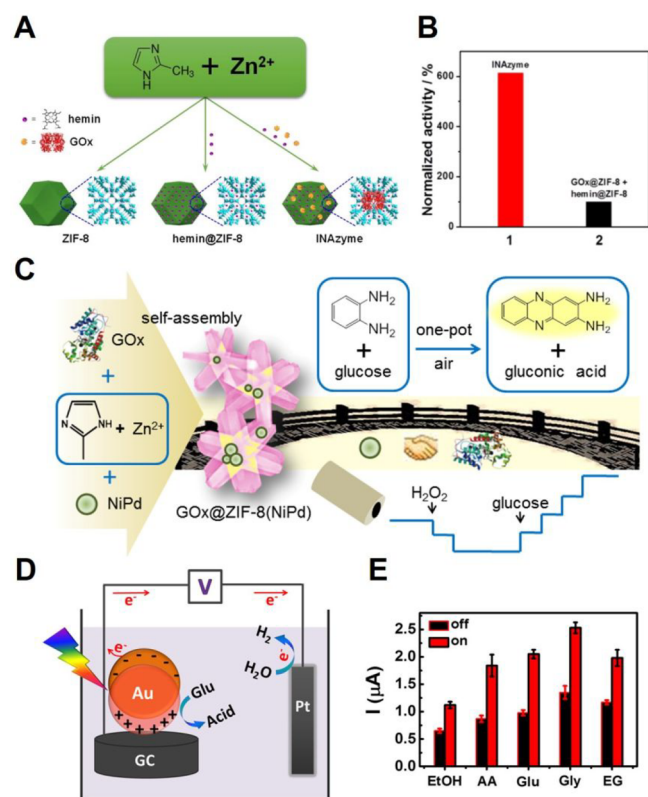 A
N
N
H
CH₃
+ Zn²⁺
= hemin
= GOx
ZIF-8
hemin@ZIF-8
INAzyme
B
Normalized activity / %
600
400
200
0
INAzyme
GOx@ZIF-8 +
hemin@ZIF-8
1
2
C
GOx
+
N
NH
+ Zn²⁺
+
NiPd
self-assembly
GOx@ZIF-8(NiPd)
NH₂
NH₂
+
glucose
one-pot
air
N
N
NH₂
NH₂
+
gluconic acid
H₂O₂
glucose
D
V
e⁻
e⁻
e⁻
Au
GC
Glu
Acid
H₂
e⁻
H₂O
Pt
E
I (μA)
2.5
2.0
1.5
1.0
0.5
0.0
off
on
EtOH AA Glu Gly EG